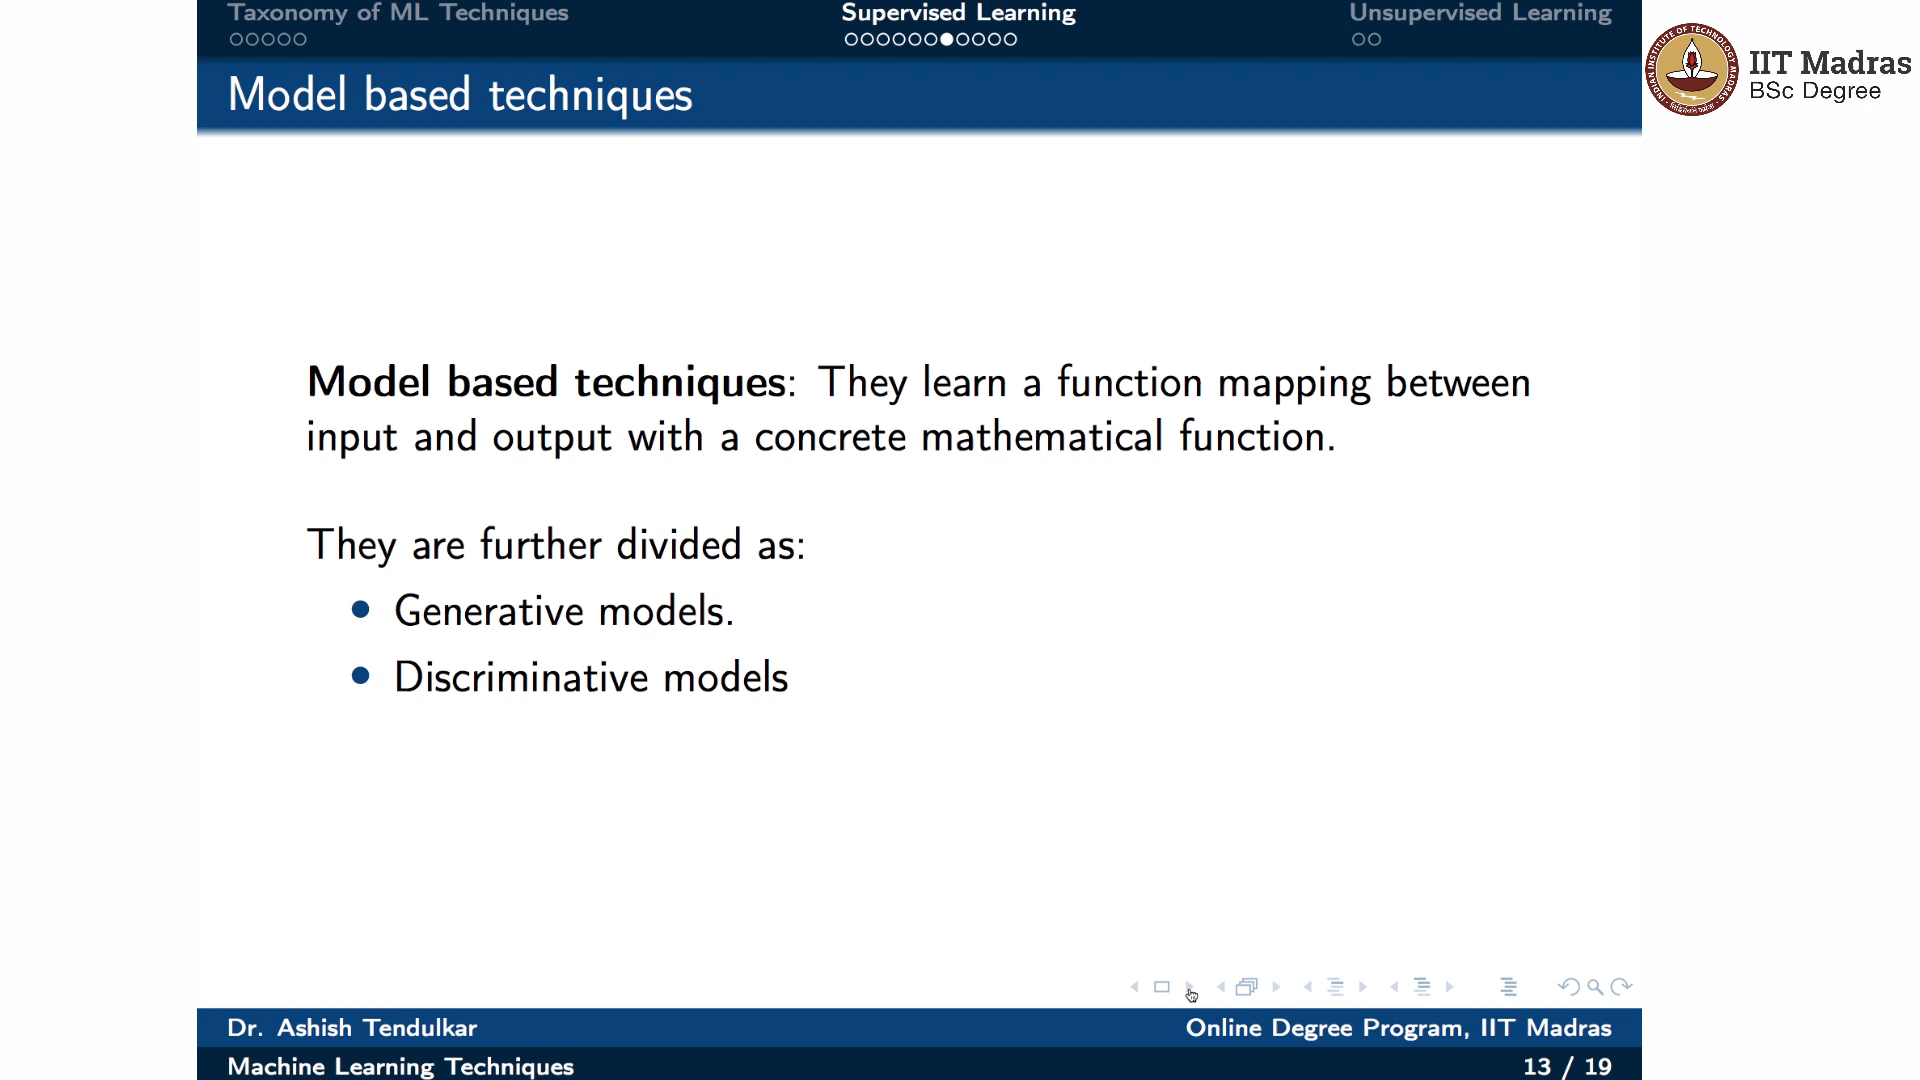 Taxonomy of ML Techniques
Supervised Learning
Unsupervised Learning
IIT Madras
BSc Degree
Model based techniques
Model based techniques: They learn a function mapping between
input and output with a concrete mathematical function.
They are further divided as:
• Generative models.
• Discriminative models
Dr. Ashish Tendulkar
Online Degree Program, IIT Madras
Machine Learning Techniques
13 / 19